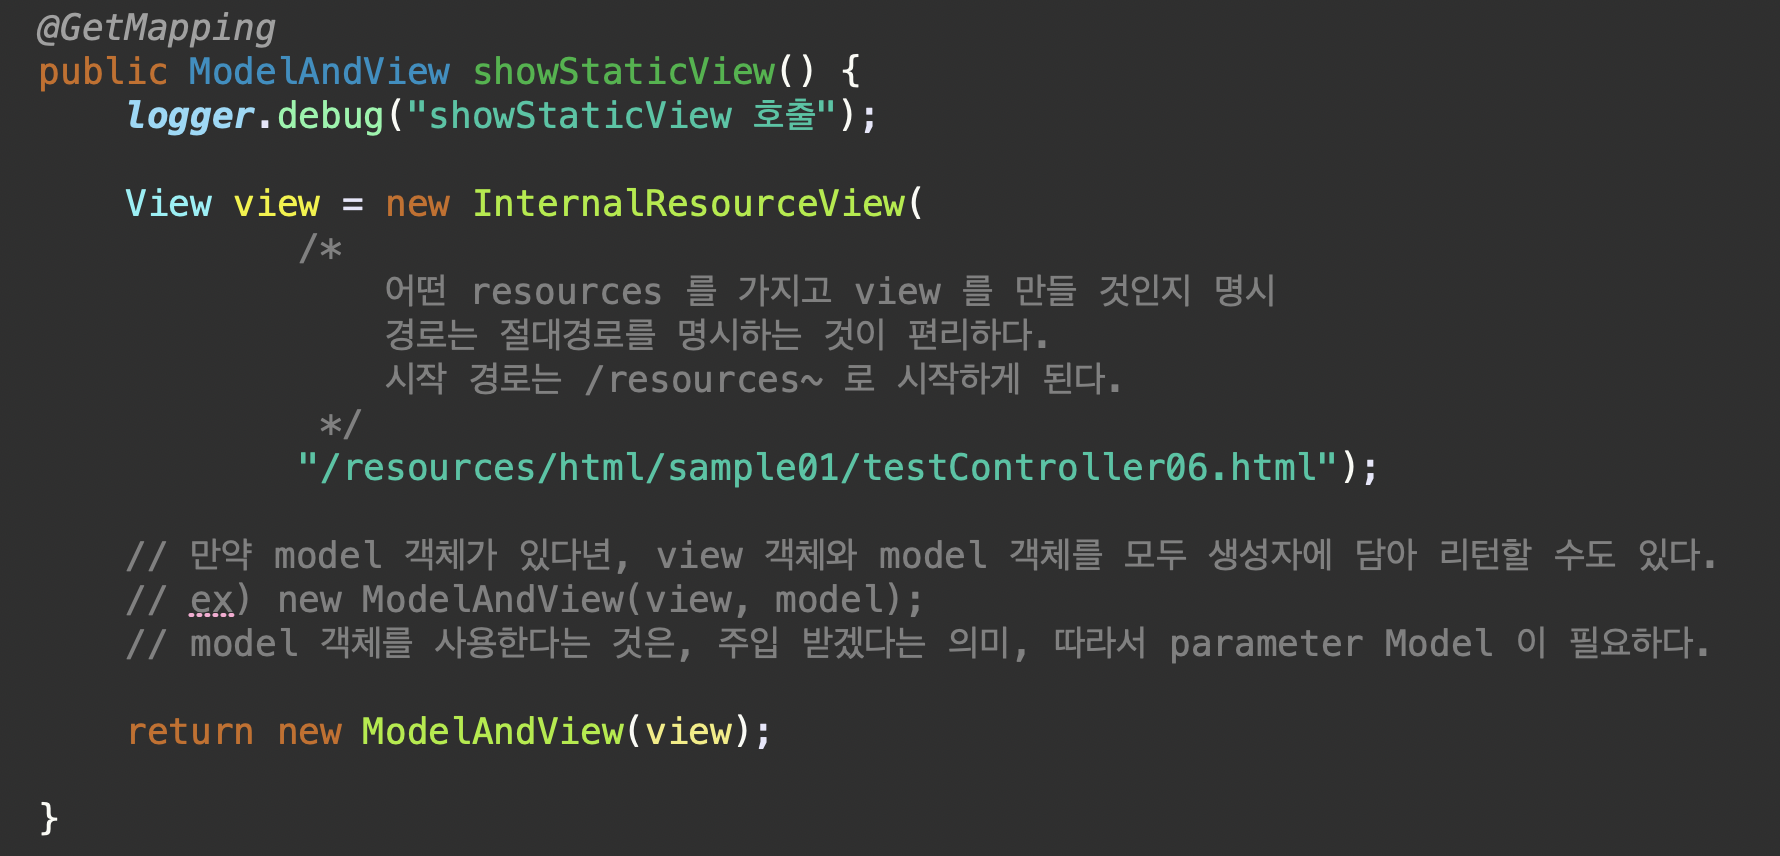 @GetMapping
public ModelAndView showStaticView() {
logger.debug("showStaticView 호출");
View view = new InternalResourceView(
/*
어떤 resources 를 가지고 view 를 만들 것인지 명시
경로는 절대경로를 명시하는 것이 편리하다.
시작 경로는 /resources~ 로 시작하게 된다.
*/
"/resources/html/sample01/testController06.html");
// 만약 model 객체가 있다년, view 객체와 model 객체를 모두 생성자에 담아 리턴할 수도 있다.
// ex) new ModelAndView(view, model);
// model 객체를 사용한다는 것은, 주입 받겠다는 의미, 따라서 parameter Model 이 필요하다.
return new ModelAndView(view);
}